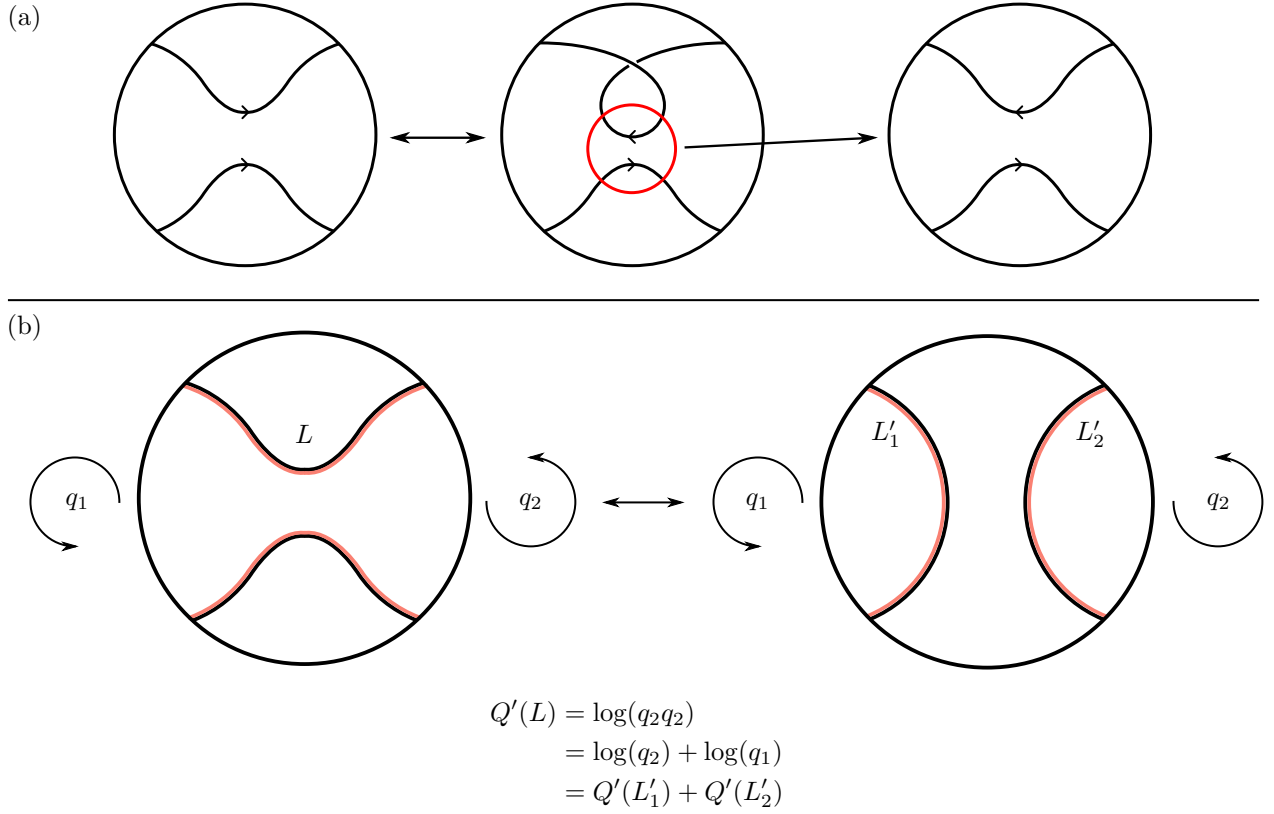 (a)
(b)
L
L′₁ L′₂
q₁ q₂ q₁ q₂
Q′(L) = log(q₂q₂)
= log(q₂) + log(q₁)
= Q′(L′₁) + Q′(L′₂)